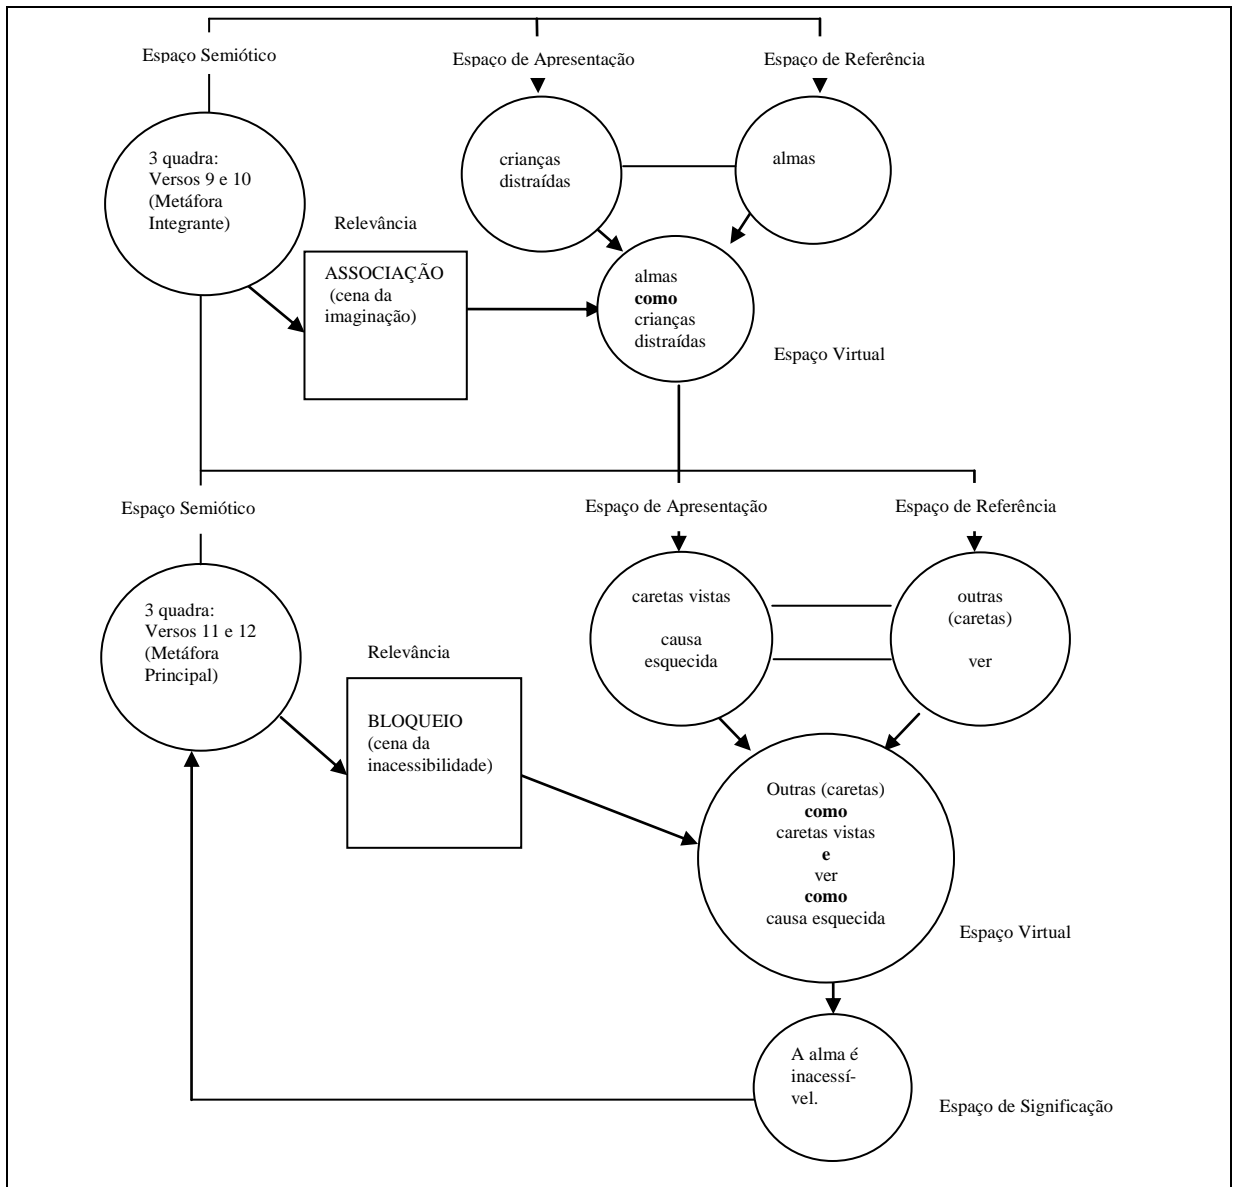 Espaço Semiótico
Espaço de Apresentação
Espaço de Referência
3 quadra:
Versos 9 e 10
(Metáfora
Integrante)
crianças
distraídas
almas
Relevância
ASSOCIAÇÃO
(cena da
imaginação)
almas
como
crianças
distraídas
Espaço Virtual
Espaço Semiótico
Espaço de Apresentação
Espaço de Referência
3 quadra:
Versos 11 e 12
(Metáfora
Principal)
caretas vistas
causa
esquecida
outras
(caretas)
ver
Relevância
BLOQUEIO
(cena da
inacessibilidade)
Outras (caretas)
como
caretas vistas
e
ver
como
causa esquecida
Espaço Virtual
A alma é
inacessí-
vel.
Espaço de Significação